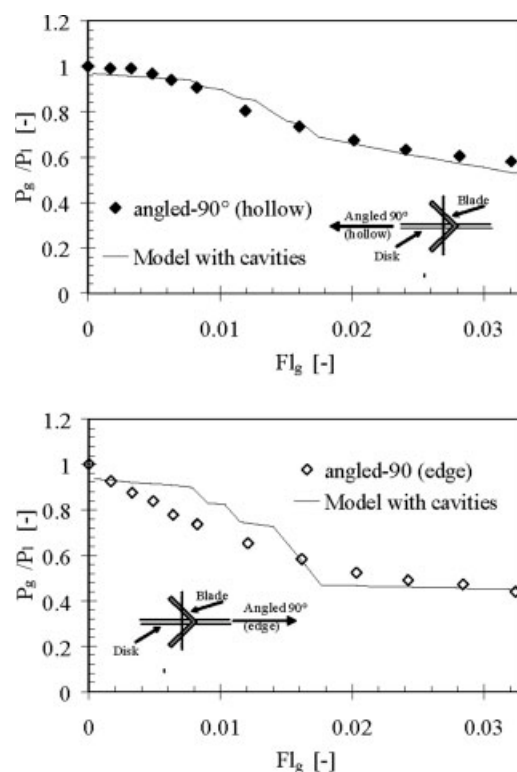 1.2
1
0.8
0.6
0.4
0.2
0
Pg /Pl [-]
angled-90° (hollow)
Model with cavities
Angled 90°
(hollow)
Blade
Disk
0 0.01 0.02 0.03
Flg [-]
1.2
1
0.8
0.6
0.4
0.2
0
Pg /Pl [-]
angled-90 (edge)
Model with cavities
Blade
Angled 90°
(edge)
Disk
0 0.01 0.02 0.03
Flg [-]